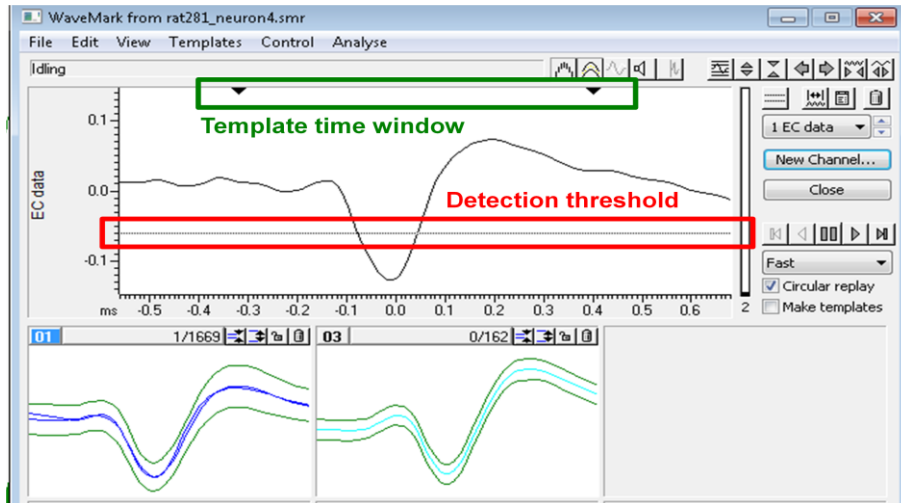 WaveMark from rat281_neuron4.smr
File Edit View Templates Control Analyse
Idling
Template time window
Detection threshold
EC data
0.1
0.0
-0.1
ms -0.5 -0.4 -0.3 -0.2 -0.1 0.0 0.1 0.2 0.3 0.4 0.5 0.6
2
1 EC data
New Channel...
Close
Fast
Circular replay
Make templates
01 1/1669
03 0/162